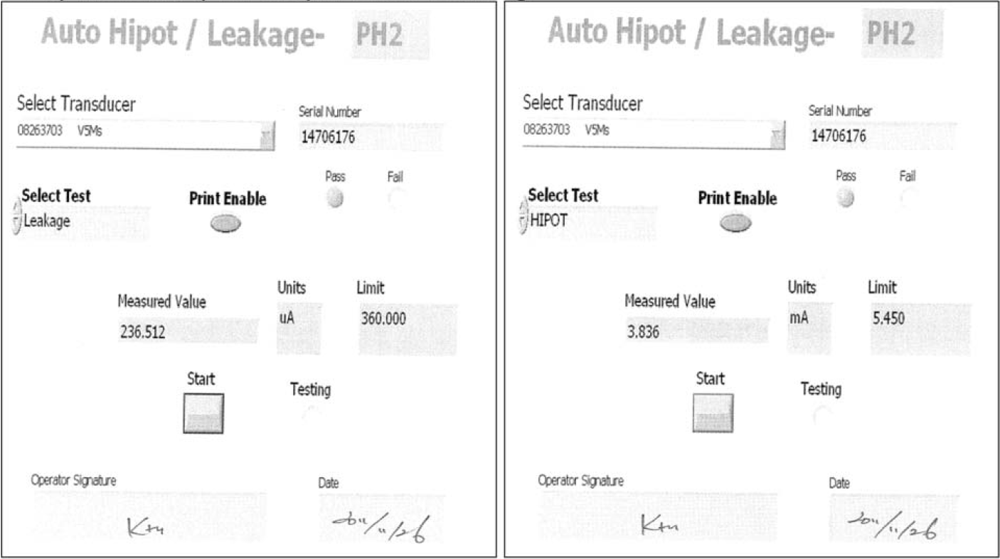 Auto Hipot / Leakage- PH2
Select Transducer
Serial Number
08263703 V5Ms
14706176
Pass Fail
Select Test
Print Enable
Leakage
Units Limit
Measured Value
uA 360.000
236.512
Start
Testing
Operator Signature
Date
2011/11/26
Auto Hipot / Leakage- PH2
Select Transducer
Serial Number
08263703 V5Ms
14706176
Pass Fail
Select Test
Print Enable
HIPOT
Units Limit
Measured Value
mA 5.450
3.836
Start
Testing
Operator Signature
Date
2011/11/26